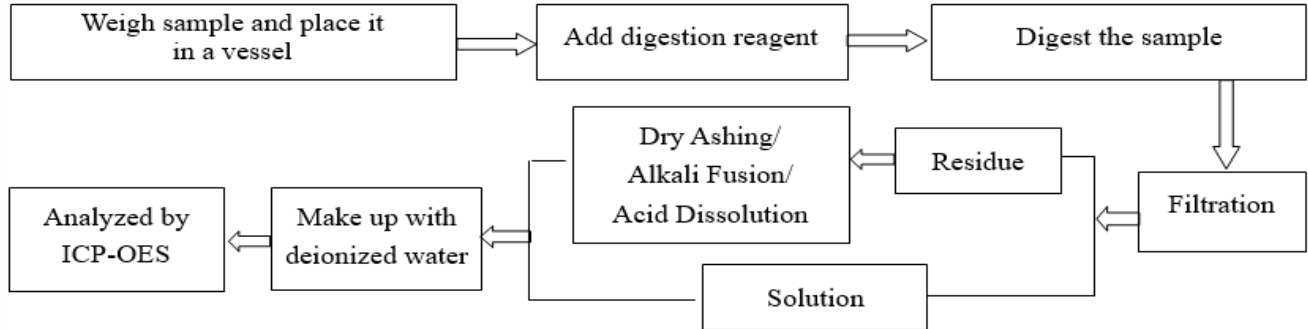 Weigh sample and place it
in a vessel
Add digestion reagent
Digest the sample
Filtration
Residue
Dry Ashing/
Alkali Fusion/
Acid Dissolution
Solution
Make up with
deionized water
Analyzed by
ICP-OES